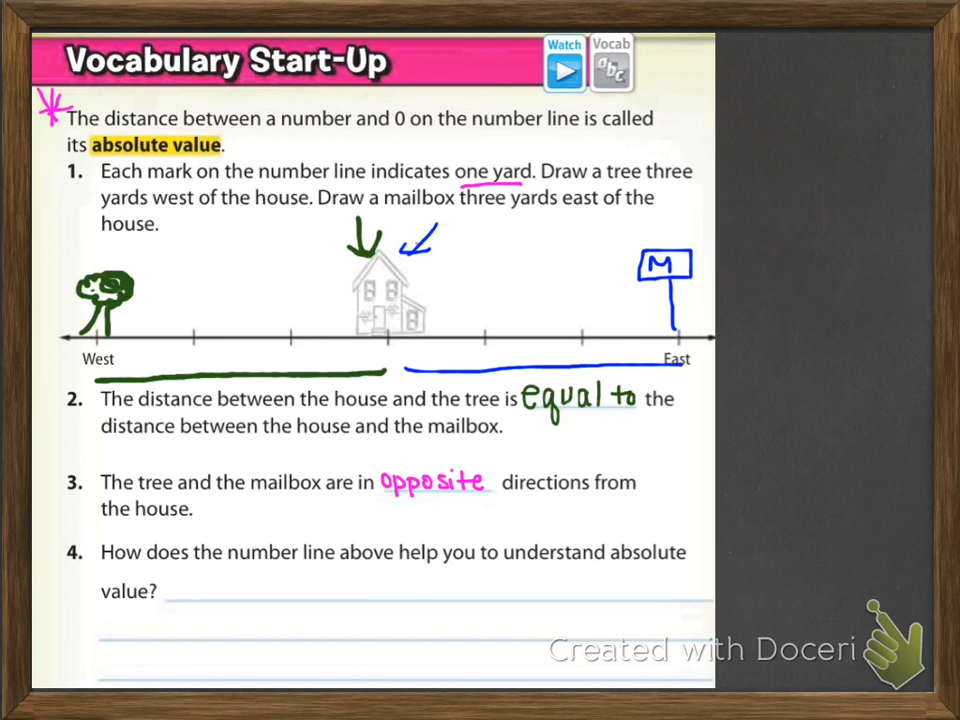 Vocabulary Start-Up
Watch
Vocab
abc
The distance between a number and 0 on the number line is called
its absolute value.
1. Each mark on the number line indicates one yard. Draw a tree three
yards west of the house. Draw a mailbox three yards east of the
house.
M
West
East
2. The distance between the house and the tree is equal to the
distance between the house and the mailbox.
3. The tree and the mailbox are in opposite directions from
the house.
4. How does the number line above help you to understand absolute
value?
Created with Doceri